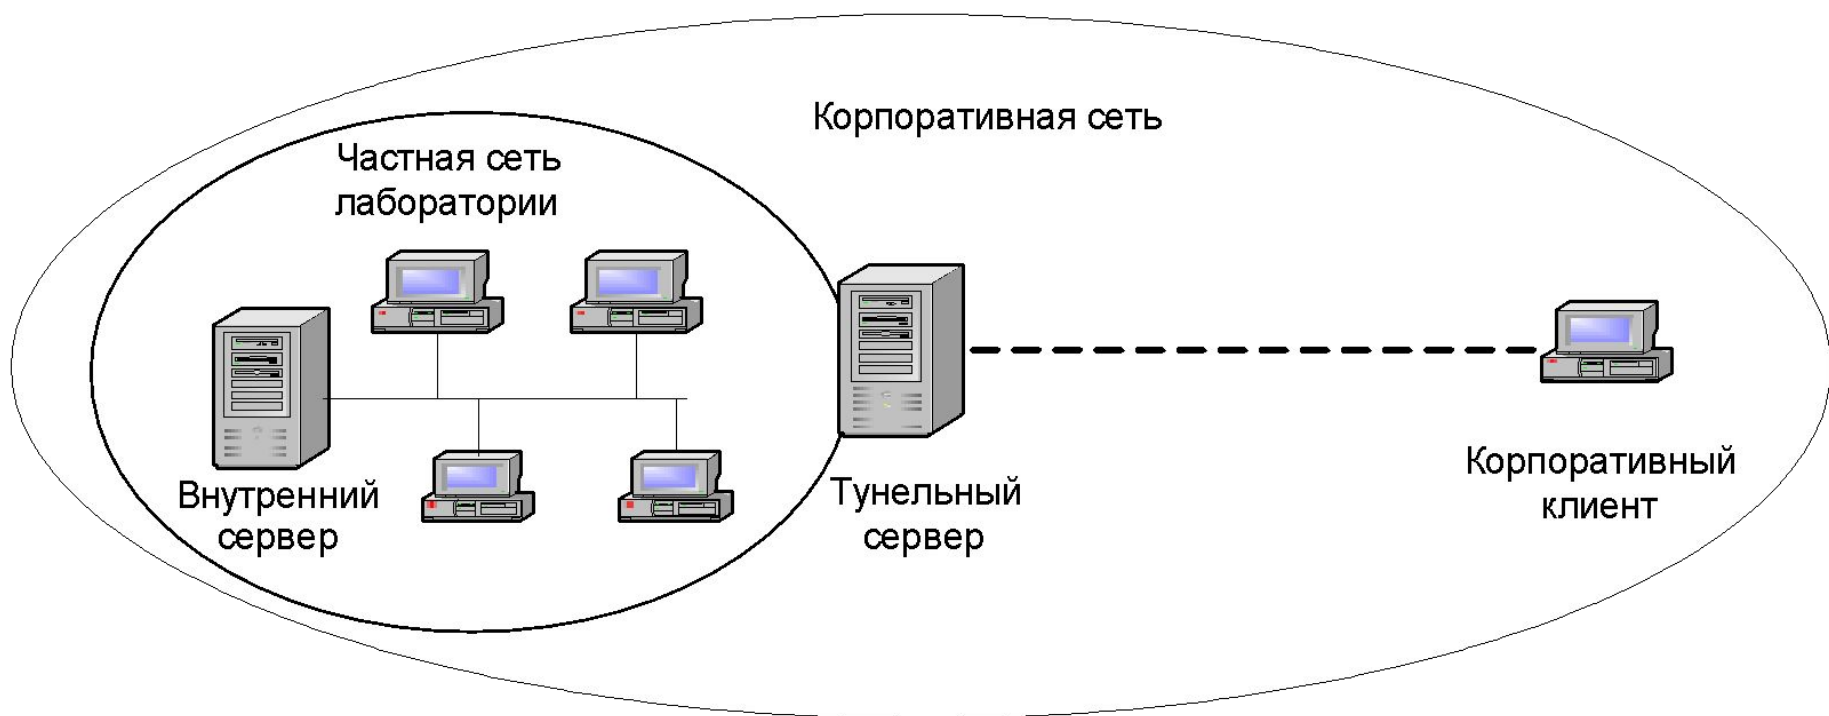 Корпоративная сеть
Частная сеть
лаборатории
Внутренний
сервер
Тунельный
сервер
Корпоративный
клиент